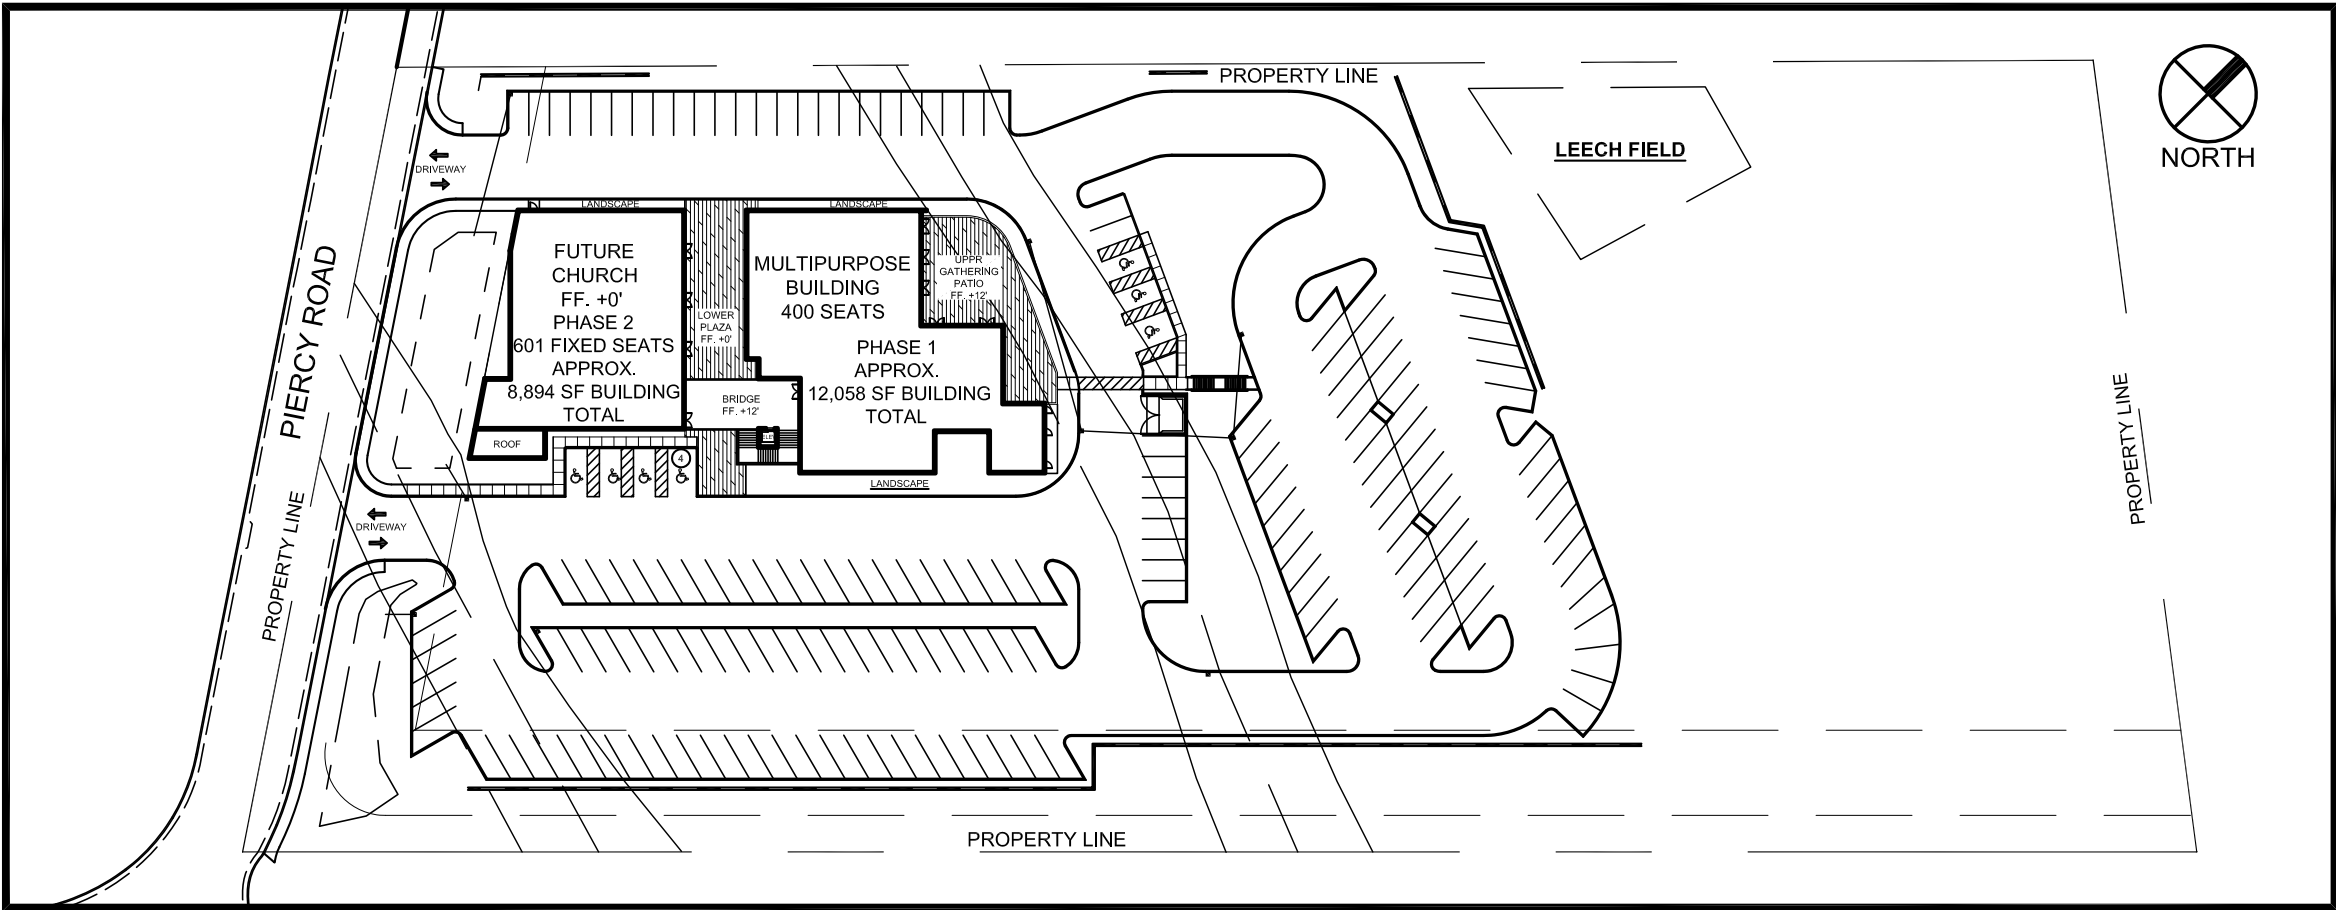 PROPERTY LINE
LEECH FIELD
NORTH
DRIVEWAY
LANDSCAPE
LANDSCAPE
PIERCY ROAD
FUTURE
CHURCH
FF. +0'
PHASE 2
601 FIXED SEATS
APPROX.
8,894 SF BUILDING
TOTAL
ROOF
LOWER
PLAZA
FF. +0'
BRIDGE
FF. +12'
MULTIPURPOSE
BUILDING
400 SEATS
PHASE 1
APPROX.
12,058 SF BUILDING
TOTAL
UPPR
GATHERING
PATIO
FF. +12'
4
LANDSCAPE
DRIVEWAY
PROPERTY LINE
PROPERTY LINE
PROPERTY LINE